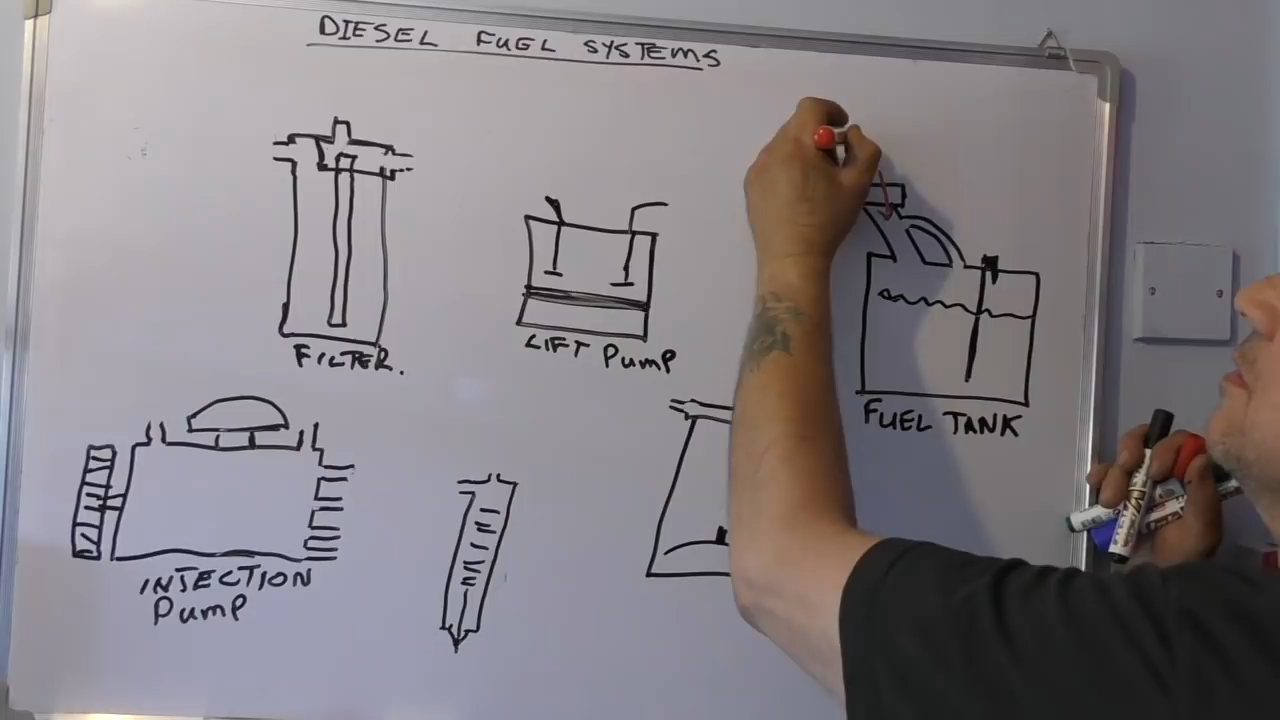 DIESEL FUEL SYSTEMS
FILTER.
LIFT PumP
FUEL TANK
INJECTION
PumP